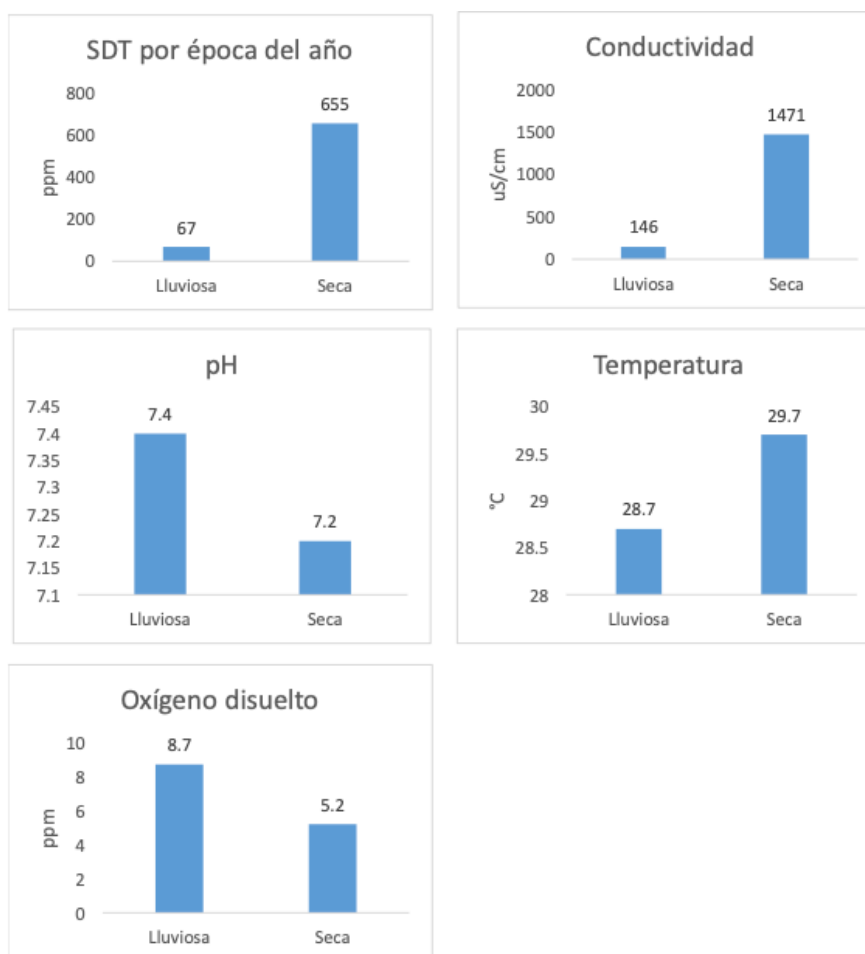 SDT por época del año
800
600
400
200
0
ppm
67
655
Lluviosa Seca
Conductividad
2000
1500
1000
500
0
uS/cm
146
1471
Lluviosa Seca
pH
7.45
7.4
7.35
7.3
7.25
7.2
7.15
7.1
7.4
7.2
Lluviosa Seca
Temperatura
30
29.5
29
28.5
28
°C
28.7
29.7
Lluviosa Seca
Oxígeno disuelto
10
8
6
4
2
0
ppm
8.7
5.2
Lluviosa Seca